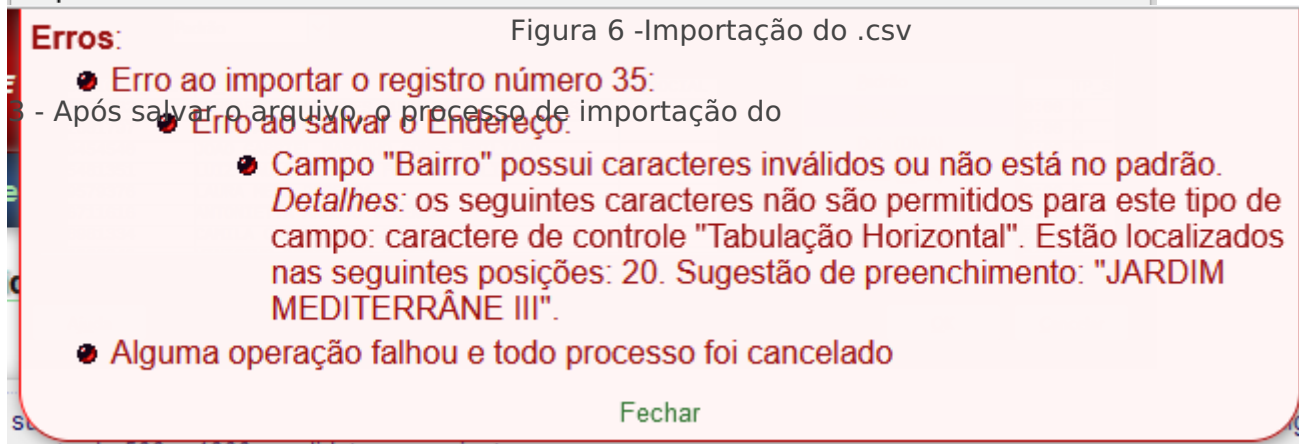 Figura 6 -Importação do .csv
Erros:
Erro ao importar o registro número 35:
3 - Após salvar o arquivo, o processo de importação do
Erro ao salvar o Endereço:
Campo "Bairro" possui caracteres inválidos ou não está no padrão.
Detalhes: os seguintes caracteres não são permitidos para este tipo de
campo: caractere de controle "Tabulação Horizontal". Estão localizados
nas seguintes posições: 20. Sugestão de preenchimento: "JARDIM
MEDITERRÂNE III".
Alguma operação falhou e todo processo foi cancelado
Fechar